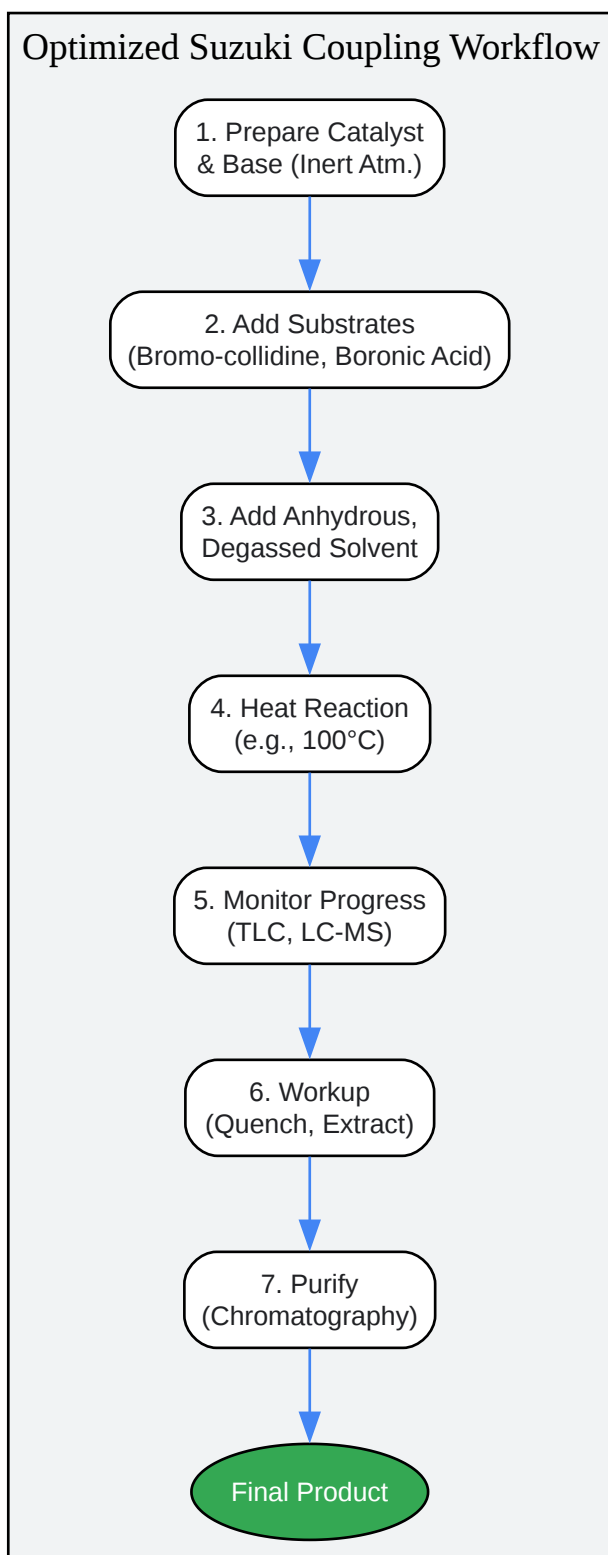 Optimized Suzuki Coupling Workflow
1. Prepare Catalyst
& Base (Inert Atm.)
2. Add Substrates
(Bromo-collidine, Boronic Acid)
3. Add Anhydrous,
Degassed Solvent
4. Heat Reaction
(e.g., 100°C)
5. Monitor Progress
(TLC, LC-MS)
6. Workup
(Quench, Extract)
7. Purify
(Chromatography)
Final Product